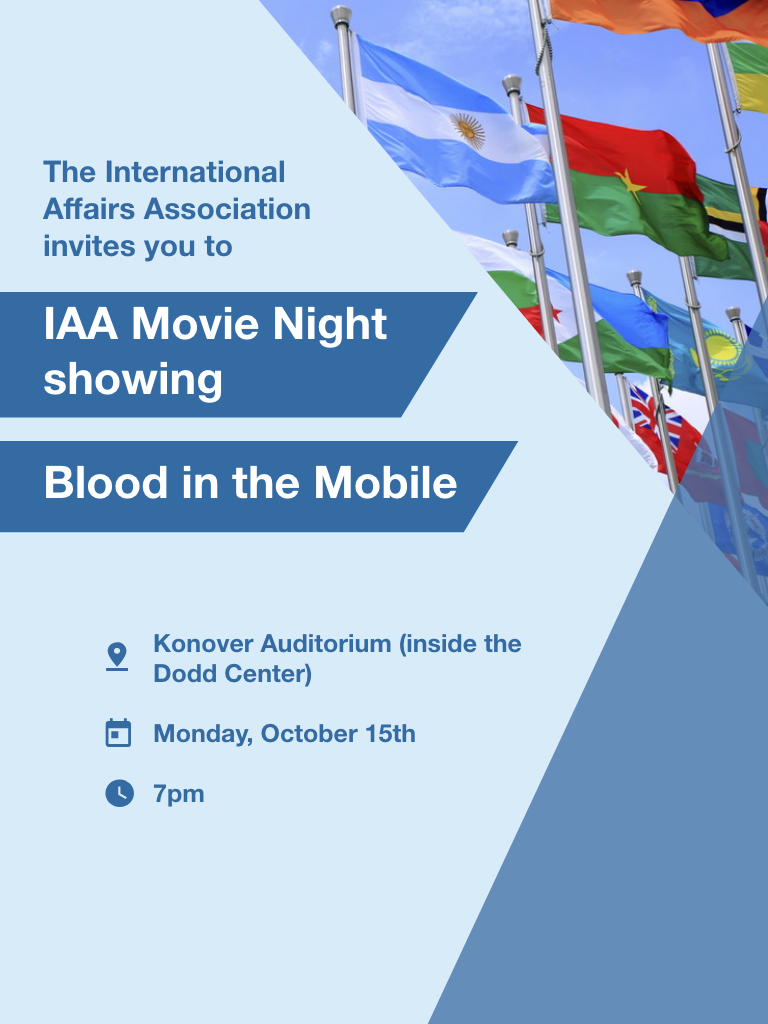 The International
Affairs Association
invites you to
IAA Movie Night
showing
Blood in the Mobile
Konover Auditorium (inside the
Dodd Center)
Monday, October 15th
7pm